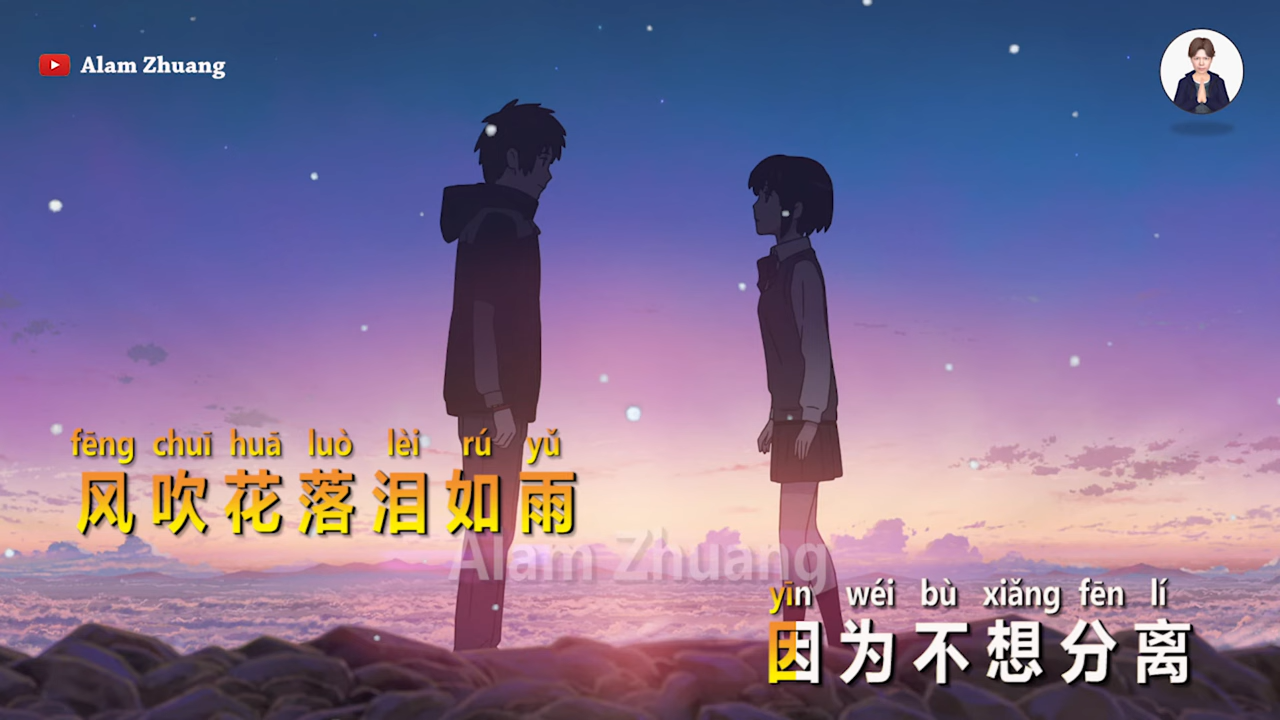 Alam Zhuang
fēng chuī huā luò lèi rú yǔ
风吹花落泪如雨
Alam Zhuang
yīn wéi bù xiǎng fēn lí
因为不想分离